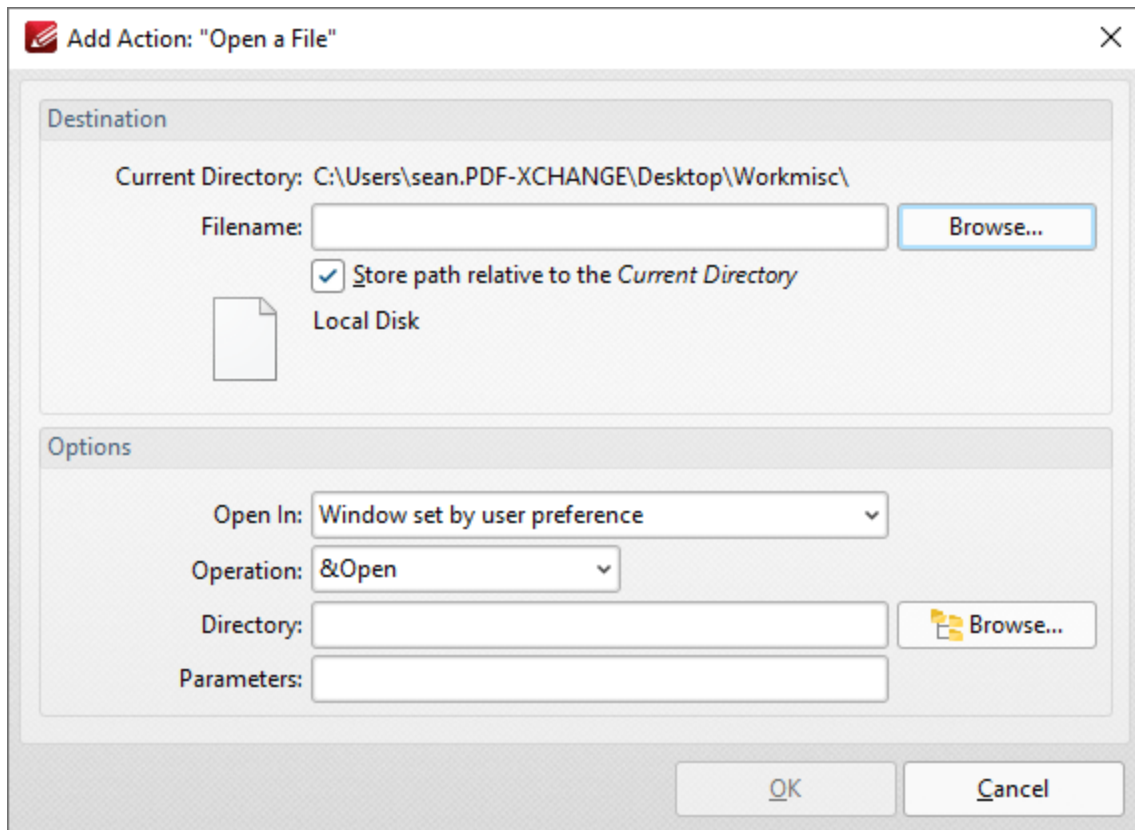 Add Action: "Open a File"
Destination
Current Directory: C:\Users\sean.PDF-XCHANGE\Desktop\Workmisc\
Filename: Browse...
Store path relative to the Current Directory
Local Disk
Options
Open In: Window set by user preference
Operation: &Open
Directory: Browse...
Parameters:
OK Cancel